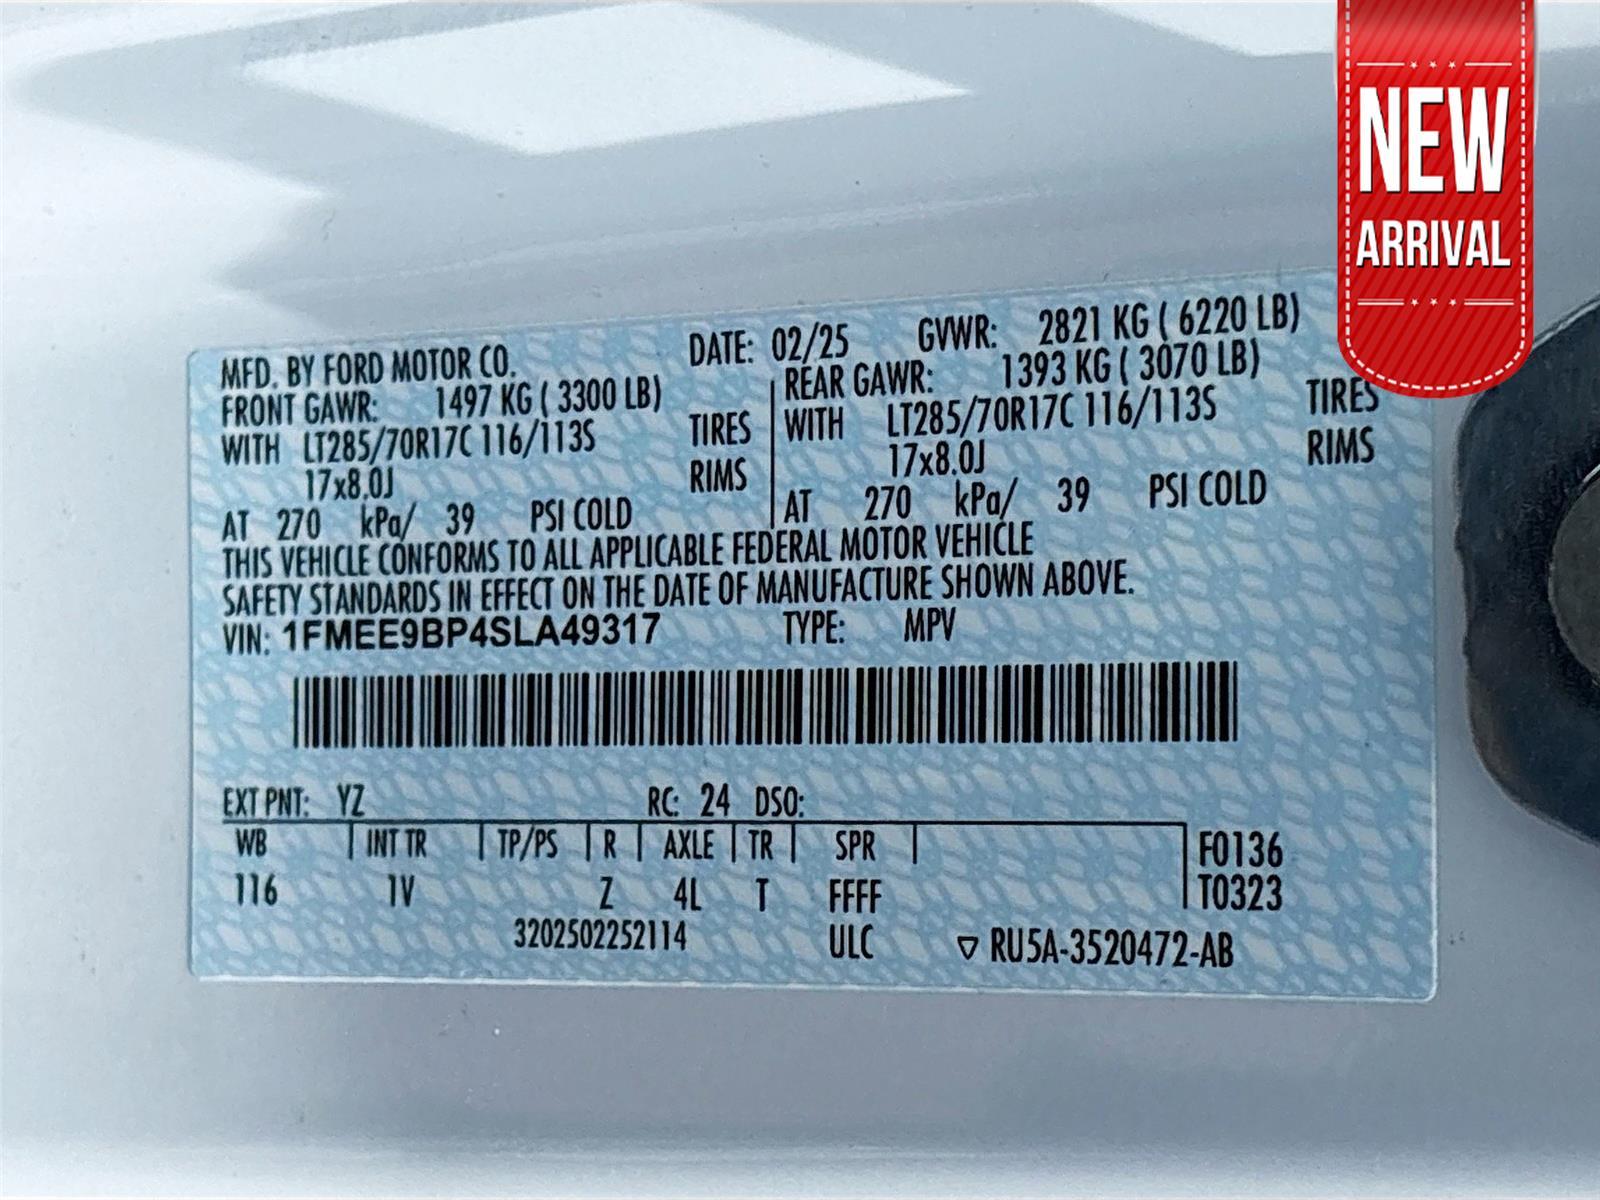 NEW
ARRIVAL
MFD. BY FORD MOTOR CO. DATE: 02/25 GVWR: 2821 KG ( 6220 LB)
FRONT GAWR: 1497 KG ( 3300 LB) REAR GAWR: 1393 KG ( 3070 LB)
WITH LT285/70R17C 116/113S TIRES WITH LT285/70R17C 116/113S TIRES
17x8.0J RIMS 17x8.0J RIMS
AT 270 kPa/ 39 PSI COLD AT 270 kPa/ 39 PSI COLD
THIS VEHICLE CONFORMS TO ALL APPLICABLE FEDERAL MOTOR VEHICLE
SAFETY STANDARDS IN EFFECT ON THE DATE OF MANUFACTURE SHOWN ABOVE.
VIN: 1FMEE9BP4SLA49317 TYPE: MPV
EXT PNT: YZ RC: 24 DSO:
WB INT TR TP/PS R AXLE TR SPR F0136
116 1V Z 4L T FFFF T0323
3202502252114 ULC ▽ RU5A-3520472-AB